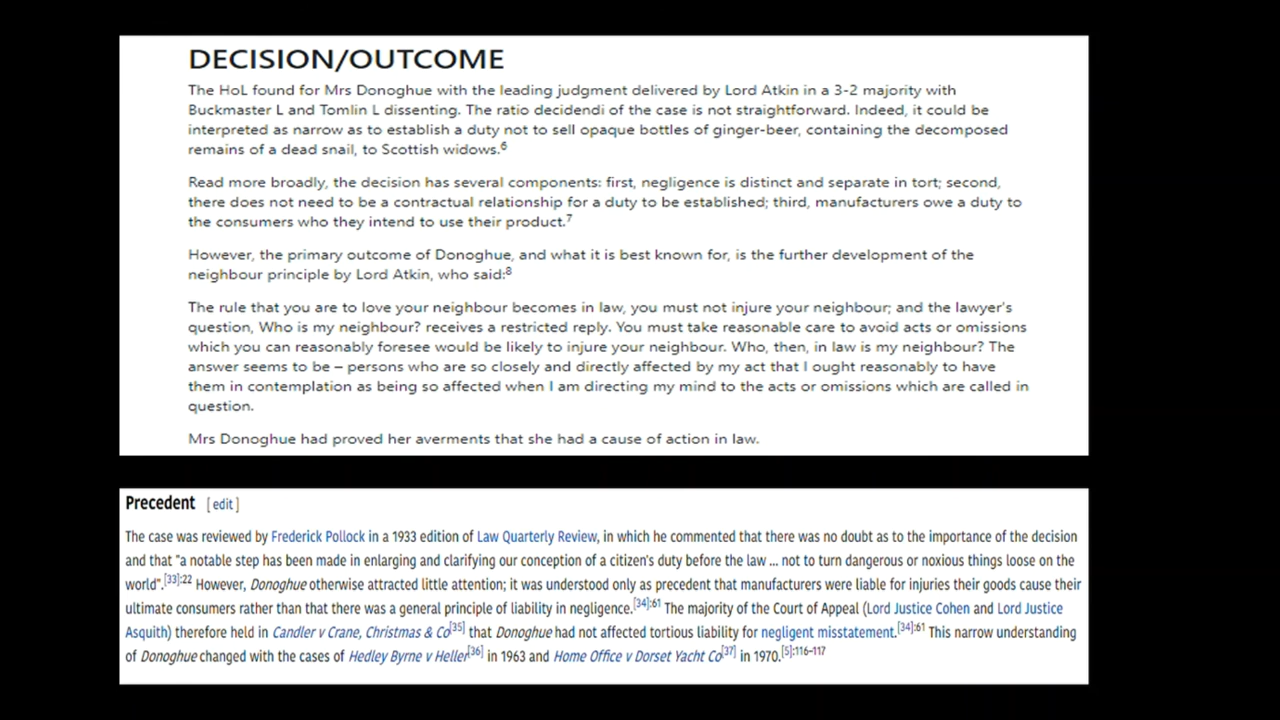 DECISION/OUTCOME
The HoL found for Mrs Donoghue with the leading judgment delivered by Lord Atkin in a 3-2 majority with
Buckmaster L and Tomlin L dissenting. The ratio decidendi of the case is not straightforward. Indeed, it could be
interpreted as narrow as to establish a duty not to sell opaque bottles of ginger-beer, containing the decomposed
remains of a dead snail, to Scottish widows.6
Read more broadly, the decision has several components: first, negligence is distinct and separate in tort; second,
there does not need to be a contractual relationship for a duty to be established; third, manufacturers owe a duty to
the consumers who they intend to use their product.7
However, the primary outcome of Donoghue, and what it is best known for, is the further development of the
neighbour principle by Lord Atkin, who said:8
The rule that you are to love your neighbour becomes in law, you must not injure your neighbour; and the lawyer's
question, Who is my neighbour? receives a restricted reply. You must take reasonable care to avoid acts or omissions
which you can reasonably foresee would be likely to injure your neighbour. Who, then, in law is my neighbour? The
answer seems to be – persons who are so closely and directly affected by my act that I ought reasonably to have
them in contemplation as being so affected when I am directing my mind to the acts or omissions which are called in
question.
Mrs Donoghue had proved her averments that she had a cause of action in law.
Precedent [ edit ]
The case was reviewed by Frederick Pollock in a 1933 edition of Law Quarterly Review, in which he commented that there was no doubt as to the importance of the decision
and that "a notable step has been made in enlarging and clarifying our conception of a citizen's duty before the law ... not to turn dangerous or noxious things loose on the
world".[33]:22 However, Donoghue otherwise attracted little attention; it was understood only as precedent that manufacturers were liable for injuries their goods cause their
ultimate consumers rather than that there was a general principle of liability in negligence.[34]:61 The majority of the Court of Appeal (Lord Justice Cohen and Lord Justice
Asquith) therefore held in Candler v Crane, Christmas & Co[35] that Donoghue had not affected tortious liability for negligent misstatement.[34]:61 This narrow understanding
of Donoghue changed with the cases of Hedley Byrne v Heller[36] in 1963 and Home Office v Dorset Yacht Co[37] in 1970.[5]:116–117